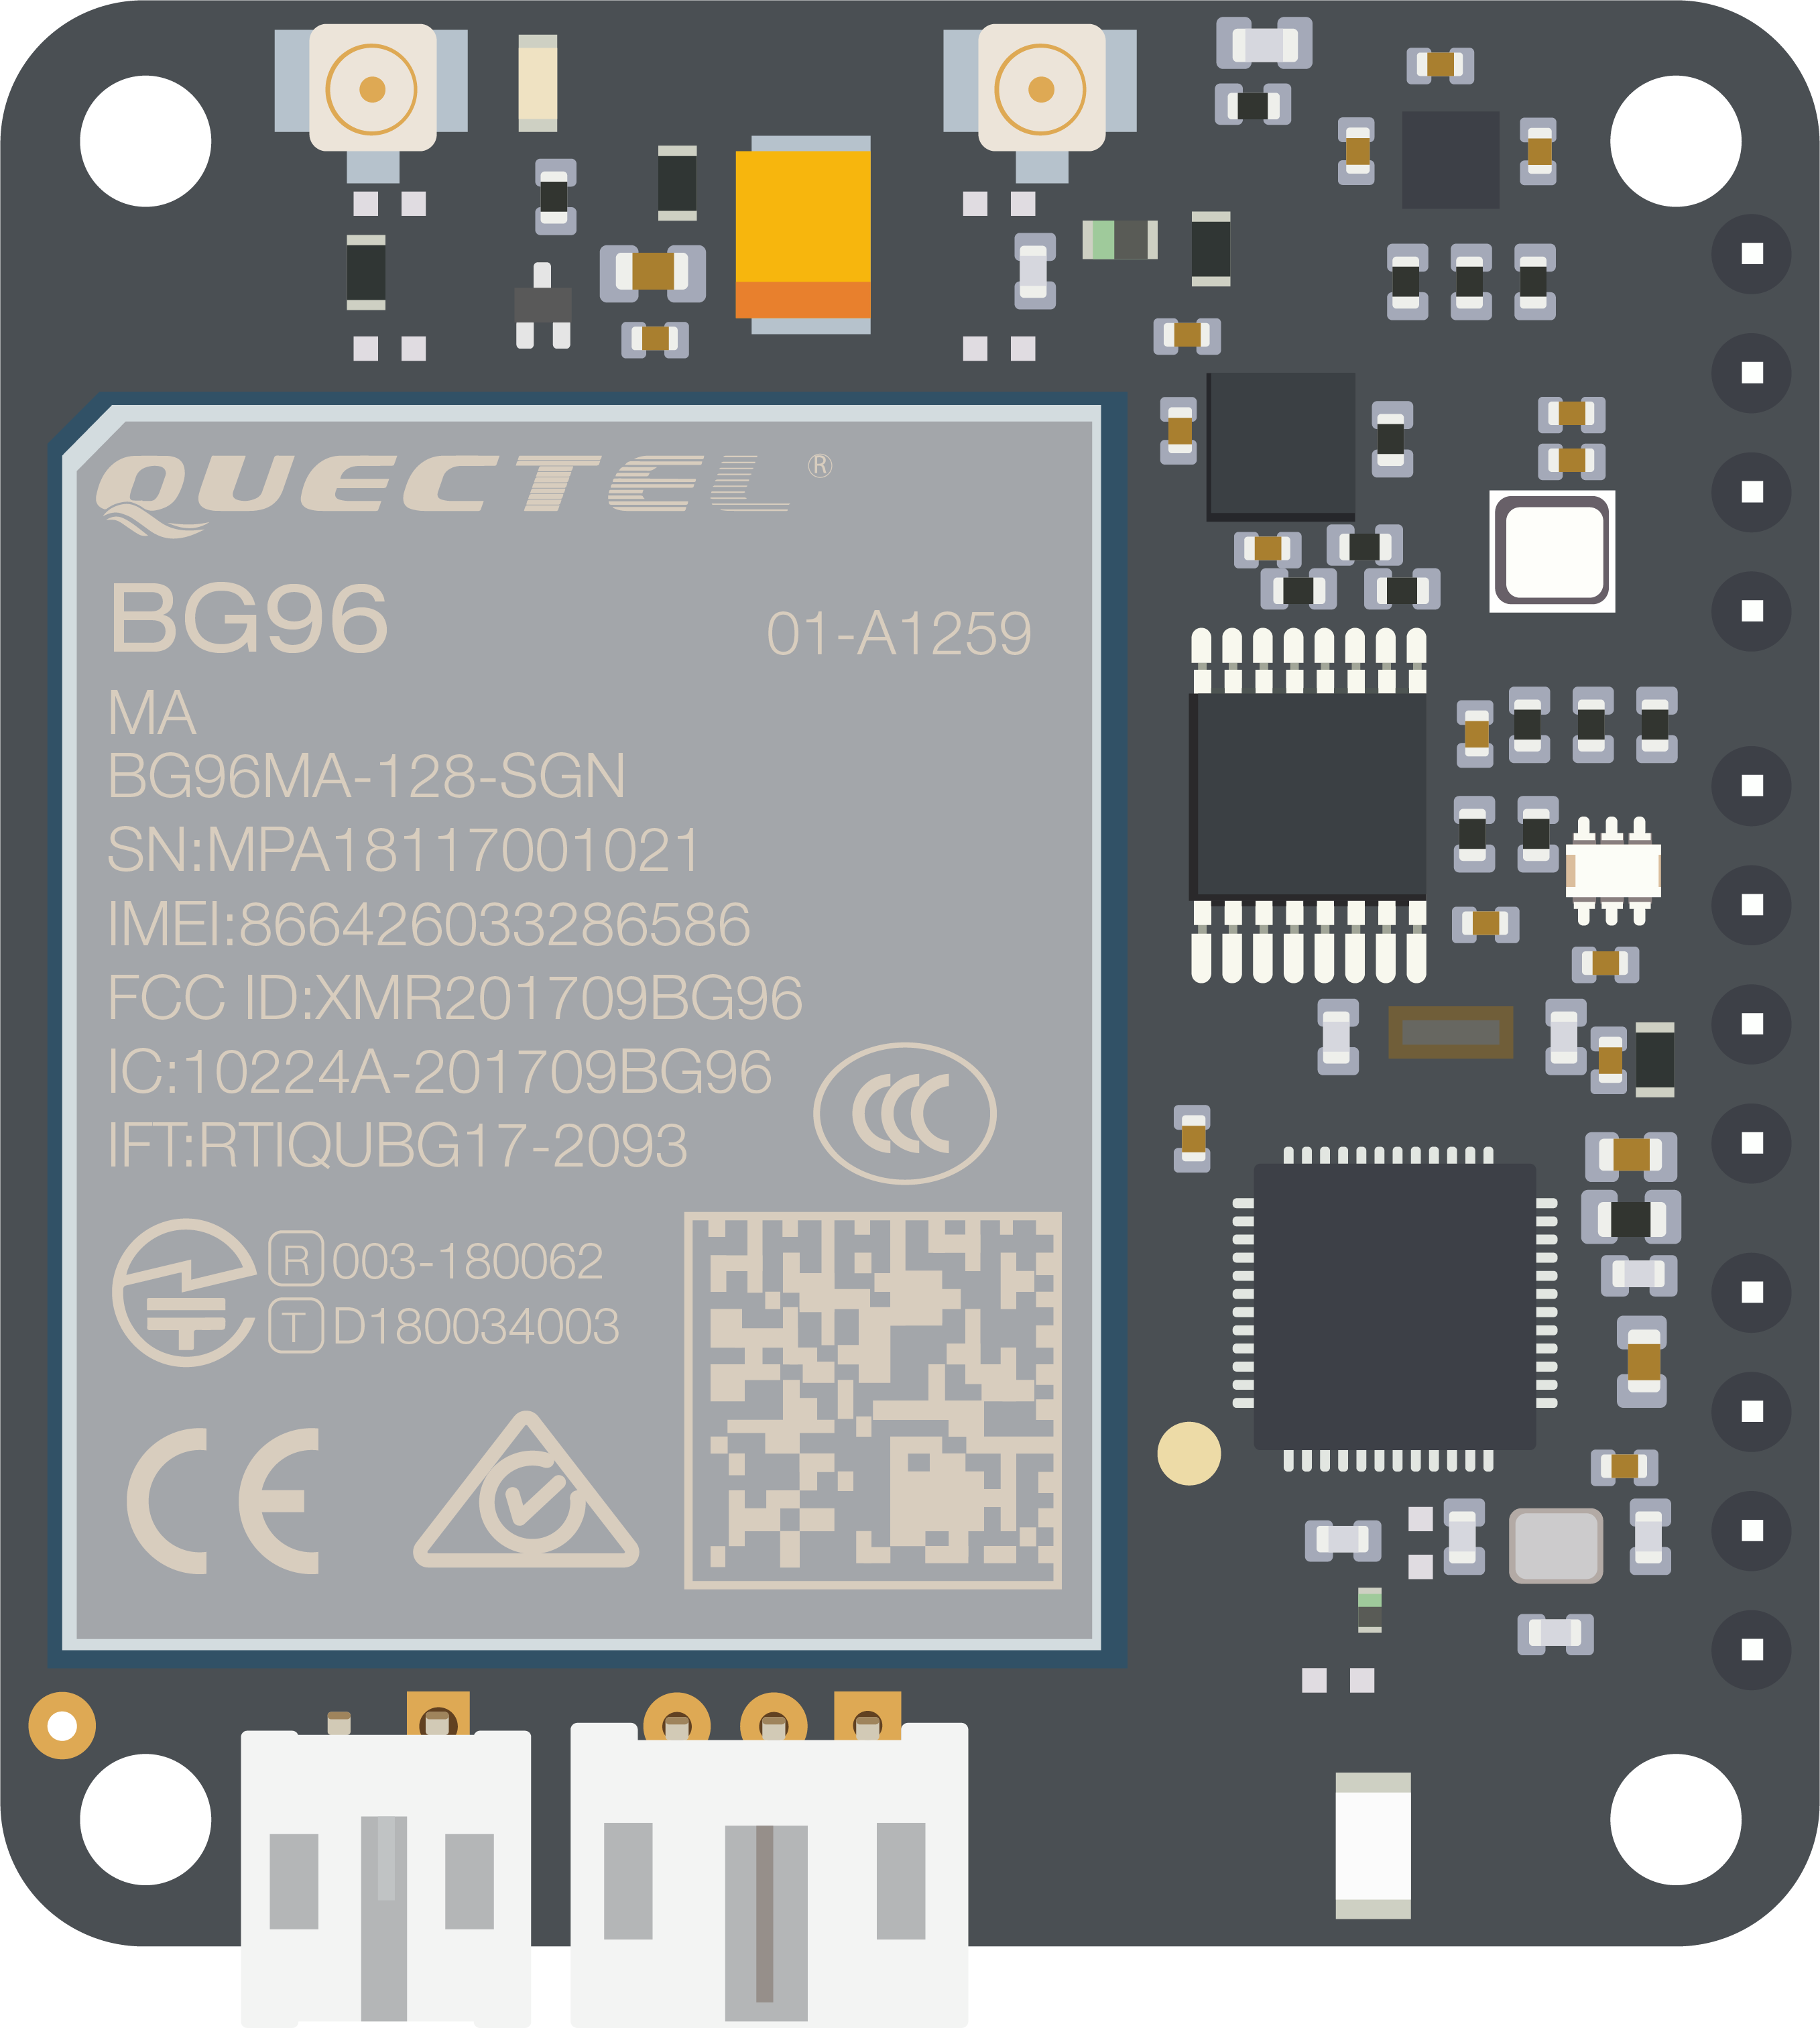 QUECTEL ®
BG96
01-A1259
MA
BG96MA-128-SGN
SN:MPA18117001021
IMEI:866426033286586
FCC ID:XMR201709BG96
IC:10224A-201709BG96
IFT:RTIQUBG17-2093
R 003-180062
T D180034003
CE